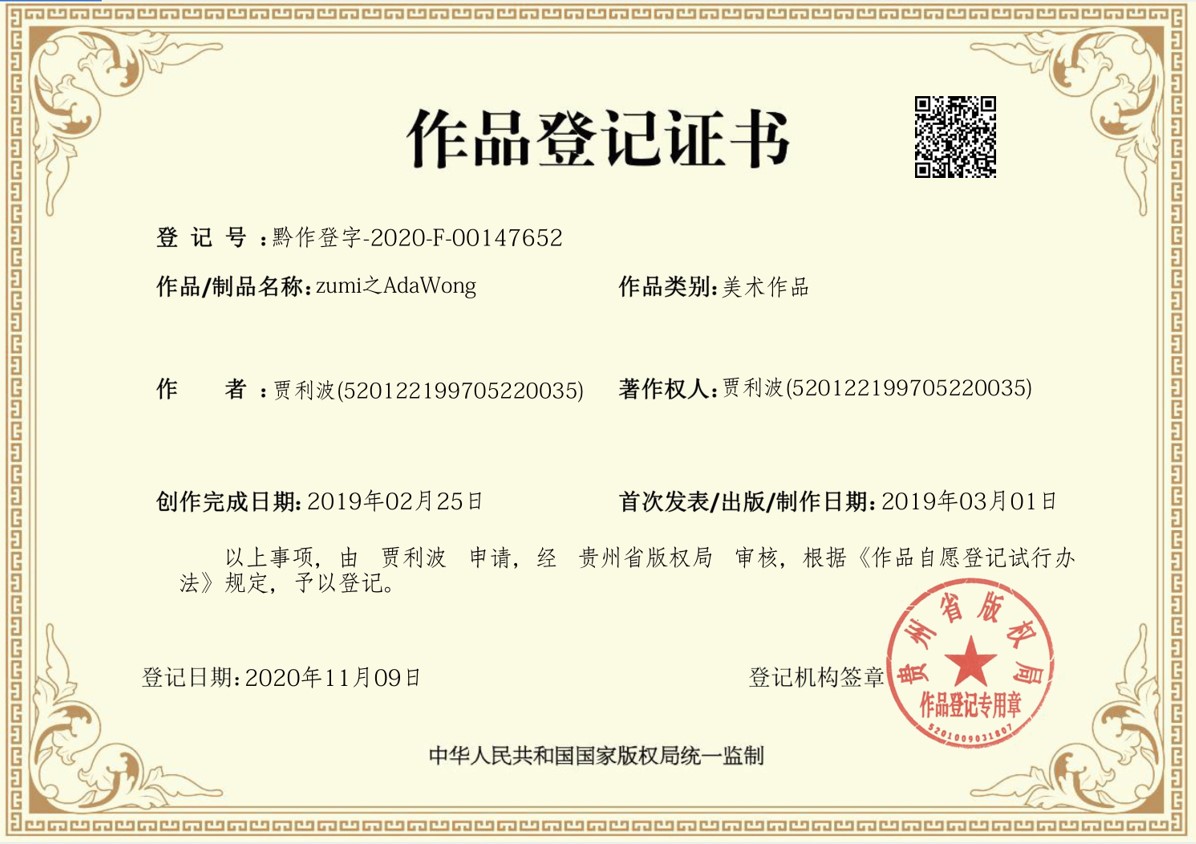 作品登记证书
登 记 号 :黔作登字-2020-F-00147652
作品/制品名称:zumi之AdaWong 作品类别:美术作品
作 者 :贾利波(520122199705220035) 著作权人:贾利波(520122199705220035)
创作完成日期:2019年02月25日 首次发表/出版/制作日期:2019年03月01日
以上事项, 由 贾利波 申请, 经 贵州省版权局 审核, 根据《作品自愿登记试行办
法》规定, 予以登记。
登记日期:2020年11月09日 登记机构签章
贵州省版权局
作品登记专用章
5201009031807
中华人民共和国国家版权局统一监制